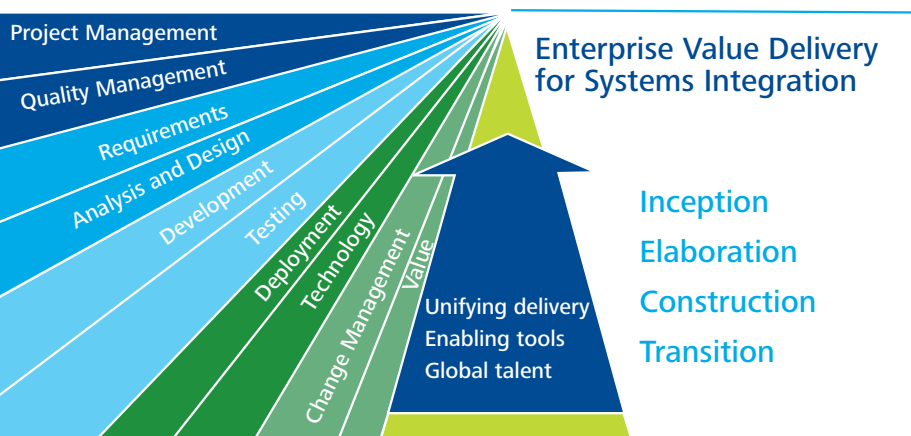 Project Management
Quality Management
Requirements
Analysis and Design
Development
Testing
Deployment
Technology
Change Management
Value
Unifying delivery
Enabling tools
Global talent
Enterprise Value Delivery
for Systems Integration
Inception
Elaboration
Construction
Transition